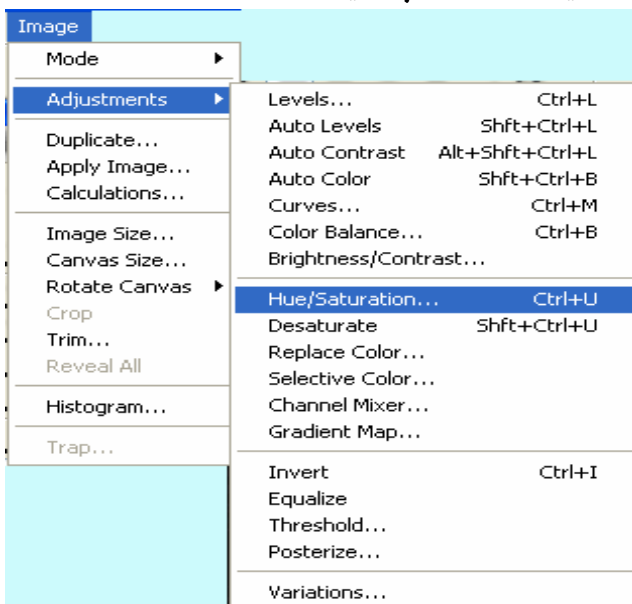 Image
Mode
Adjustments
Duplicate...
Apply Image...
Calculations...
Image Size...
Canvas Size...
Rotate Canvas
Crop
Trim...
Reveal All
Histogram...
Trap...
Levels... Ctrl+L
Auto Levels Shft+Ctrl+L
Auto Contrast Alt+Shft+Ctrl+L
Auto Color Shft+Ctrl+B
Curves... Ctrl+M
Color Balance... Ctrl+B
Brightness/Contrast...
Hue/Saturation... Ctrl+U
Desaturate Shft+Ctrl+U
Replace Color...
Selective Color...
Channel Mixer...
Gradient Map...
Invert Ctrl+I
Equalize
Threshold...
Posterize...
Variations...